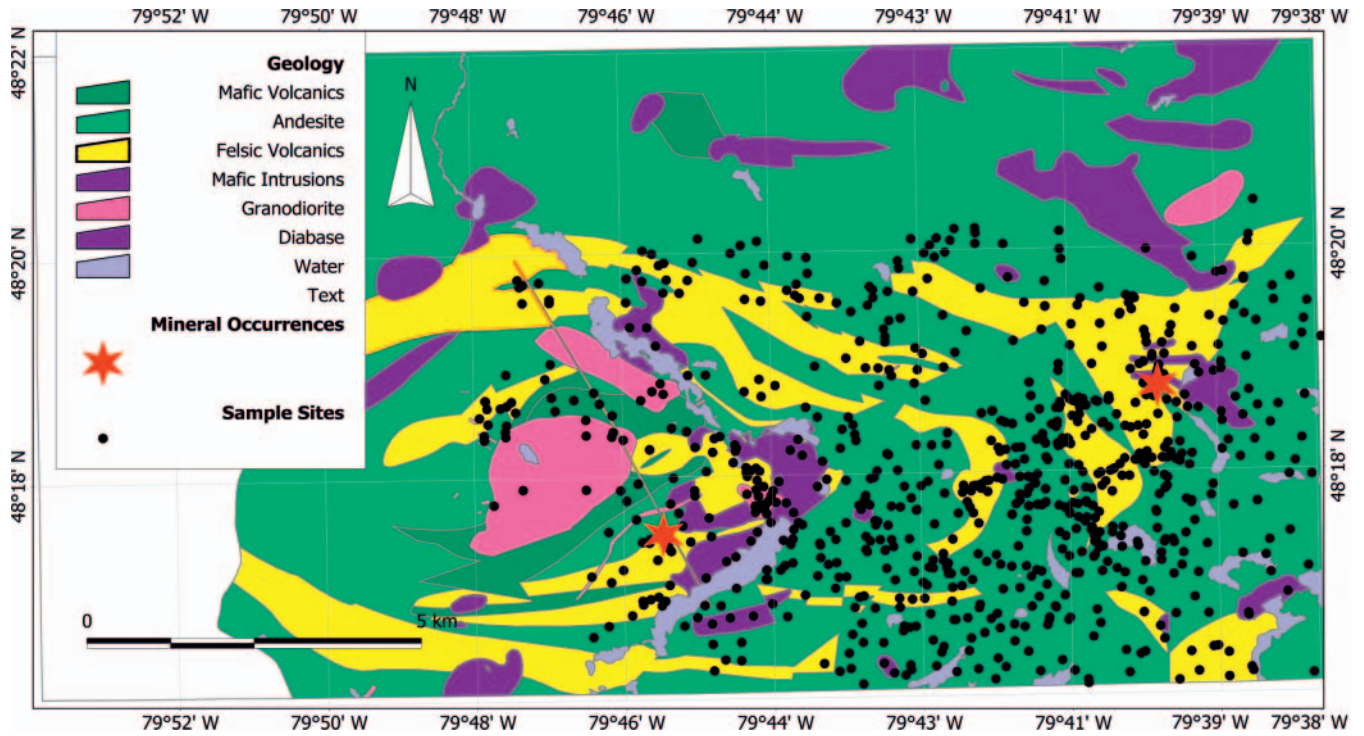 79°52' W 79°50' W 79°48' W 79°46' W 79°44' W 79°43' W 79°41' W 79°39' W 79°38' W
48°22' N
Geology
Mafic Volcanics
Andesite
Felsic Volcanics
Mafic Intrusions
Granodiorite
Diabase
Water
Text
Mineral Occurrences
Sample Sites
N
48°20' N
48°20' N
48°18' N
48°18' N
0 5 km
79°52' W 79°50' W 79°48' W 79°46' W 79°44' W 79°43' W 79°41' W 79°39' W 79°38' W